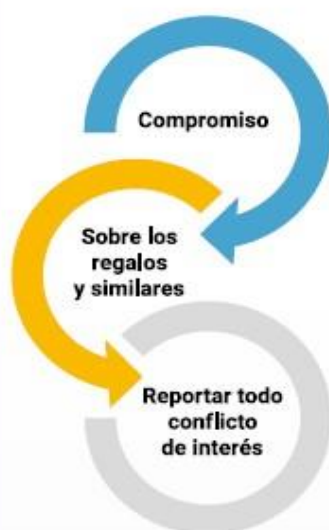 Compromiso
Sobre los
regalos
y similares
Reportar todo
conflicto
de interés